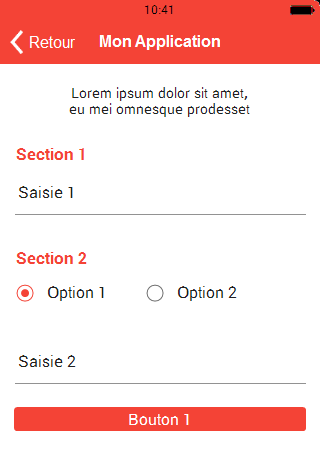 10:41
Retour
Mon Application
Lorem ipsum dolor sit amet,
eu mei omnesque prodesset
Section 1
Saisie 1
Section 2
Option 1
Option 2
Saisie 2
Bouton 1